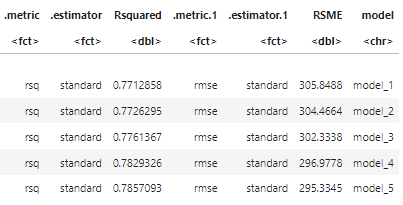 .metric .estimator Rsquared .metric.1 .estimator.1 RSME model
<fct> <fct> <dbl> <fct> <fct> <dbl> <chr>
rsq standard 0.7712858 rmse standard 305.8488 model_1
rsq standard 0.7726295 rmse standard 304.4664 model_2
rsq standard 0.7761367 rmse standard 302.3338 model_3
rsq standard 0.7829326 rmse standard 296.9778 model_4
rsq standard 0.7857093 rmse standard 295.3345 model_5